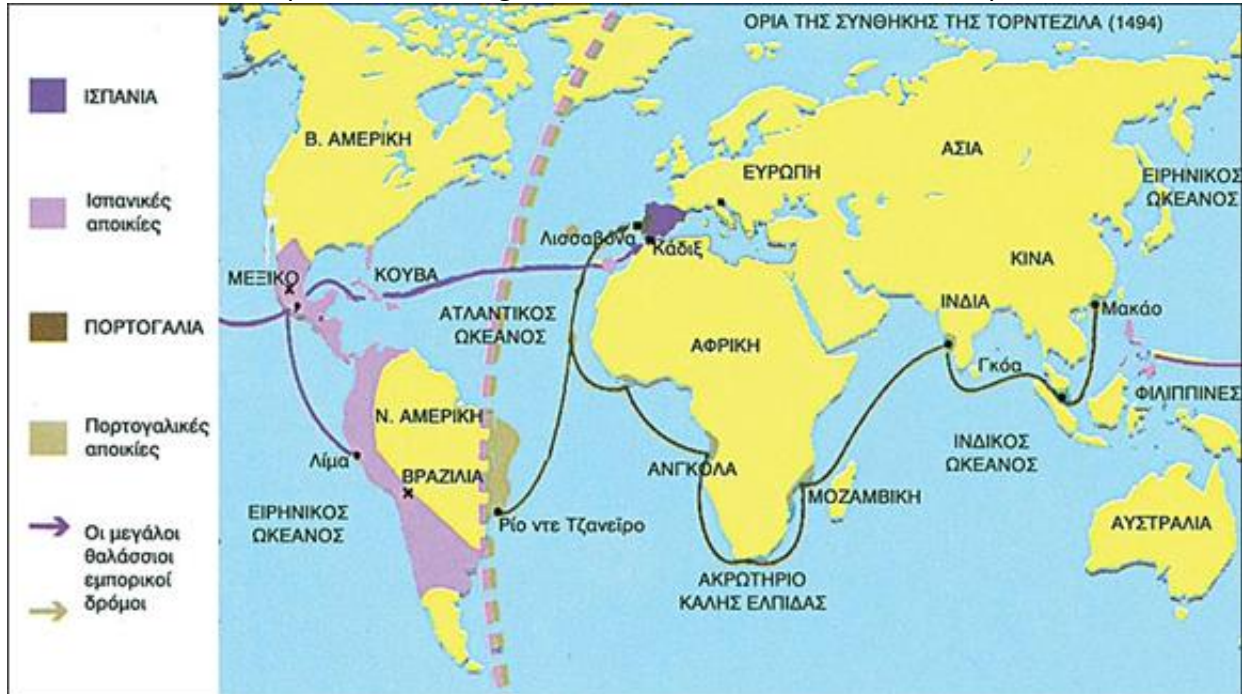 ΟΡΙΑ ΤΗΣ ΣΥΝΘΗΚΗΣ ΤΗΣ ΤΟΡΝΤΕΖΙΛΑ (1494)
ΙΣΠΑΝΙΑ
Ισπανικές
αποικίες
ΠΟΡΤΟΓΑΛΙΑ
Πορτογαλικές
αποικίες
Οι μεγάλοι
θαλάσσιοι
εμπορικοί
δρόμοι
Β. ΑΜΕΡΙΚΗ
ΕΥΡΩΠΗ
ΑΣΙΑ
ΕΙΡΗΝΙΚΟΣ
ΩΚΕΑΝΟΣ
Λισσαβόνα
Κάδιξ
ΜΕΞΙΚΟ
ΚΟΥΒΑ
ΚΙΝΑ
ΑΤΛΑΝΤΙΚΟΣ
ΩΚΕΑΝΟΣ
ΙΝΔΙΑ
Μακάο
ΑΦΡΙΚΗ
Γκόα
ΦΙΛΙΠΠΙΝΕΣ
Ν. ΑΜΕΡΙΚΗ
Λίμα
ΒΡΑΖΙΛΙΑ
ΑΝΓΚΟΛΑ
ΙΝΔΙΚΟΣ
ΩΚΕΑΝΟΣ
ΜΟΖΑΜΒΙΚΗ
ΕΙΡΗΝΙΚΟΣ
ΩΚΕΑΝΟΣ
Ρίο ντε Τζανεΐρο
ΑΥΣΤΡΑΛΙΑ
ΑΚΡΩΤΗΡΙΟ
ΚΑΛΗΣ ΕΛΠΙΔΑΣ